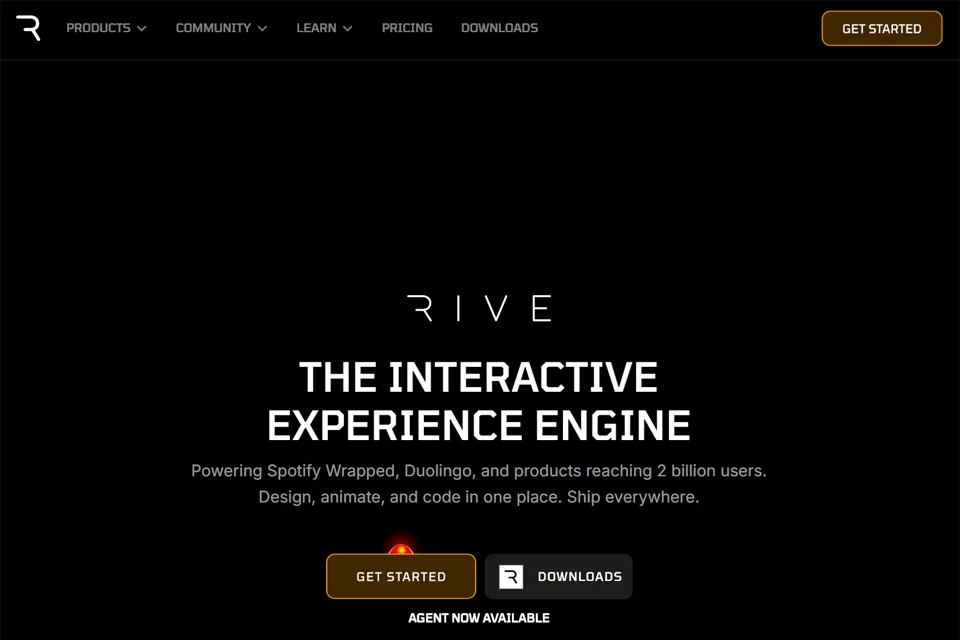 PRODUCTS
COMMUNITY
LEARN
PRICING
DOWNLOADS
GET STARTED
RIVE
THE INTERACTIVE
EXPERIENCE ENGINE
Powering Spotify Wrapped, Duolingo, and products reaching 2 billion users.
Design, animate, and code in one place. Ship everywhere.
GET STARTED
DOWNLOADS
AGENT NOW AVAILABLE